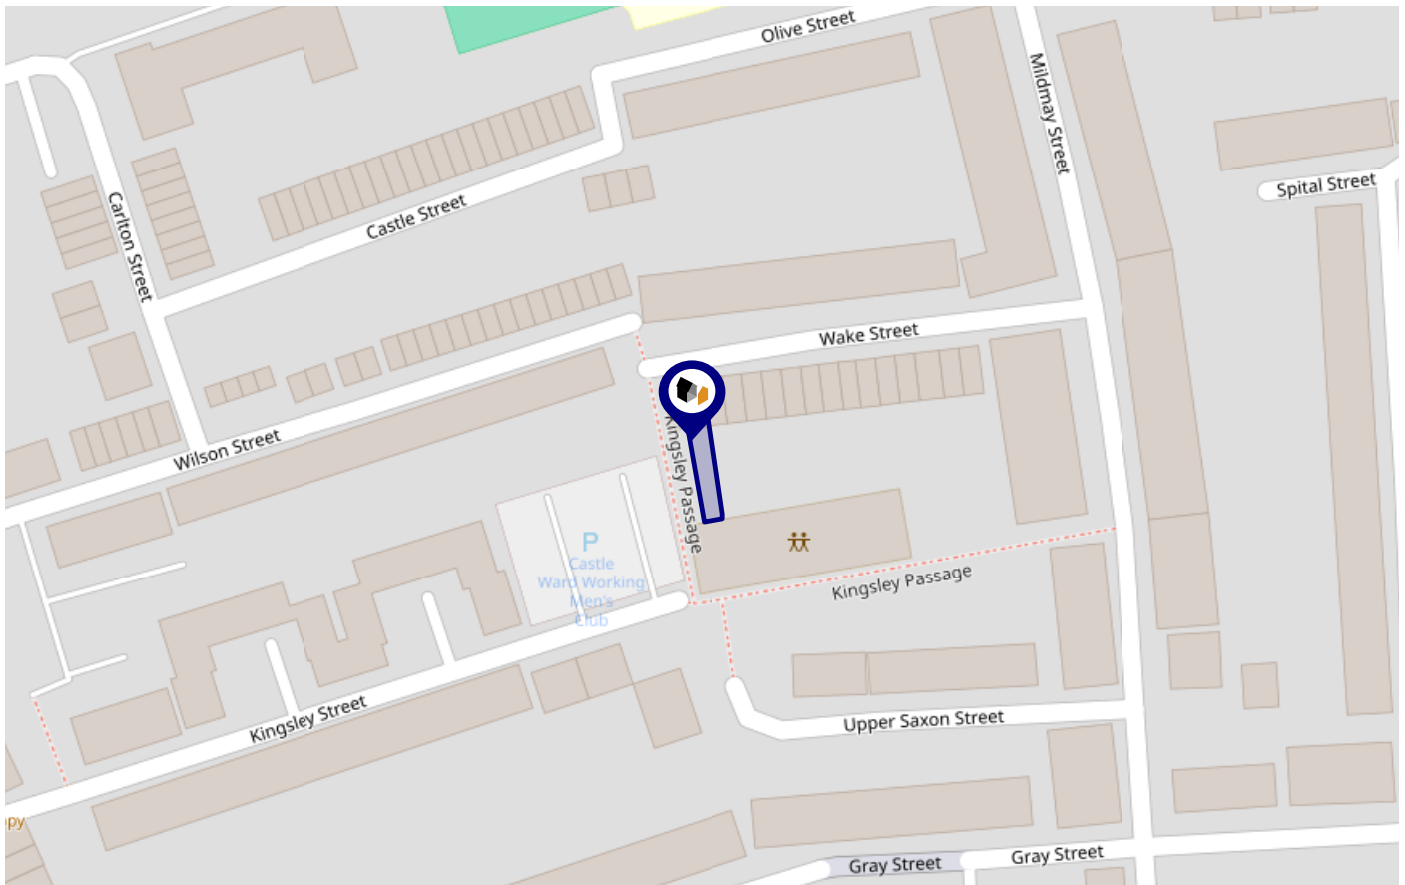 Olive Street
Mildmay Street
Spital Street
Carlton Street
Castle Street
Wake Street
Wilson Street
Kingsley Passage
P
Castle
Ward Working
Men's
Club
Kingsley Passage
Kingsley Street
Upper Saxon Street
Gray Street
Gray Street